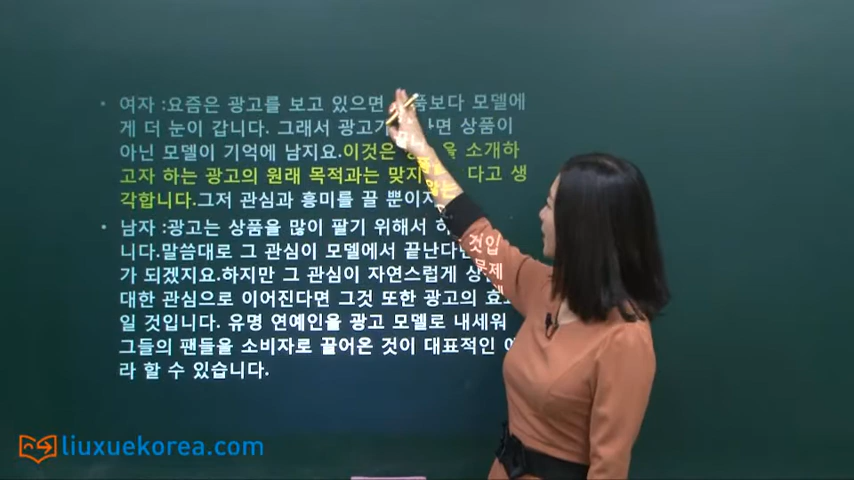 여자 :요즘은 광고를 보고 있으면 품보다 모델에
게 더 눈이 갑니다. 그래서 광고가 나면 상품이
아닌 모델이 기억에 남지요.이것은 을 소개하
고자 하는 광고의 원래 목적과는 맞지 않는 다고 생
각합니다.그저 관심과 흥미를 끌 뿐이지
남자 :광고는 상품을 많이 팔기 위해서 하 것입
니다.말씀대로 그 관심이 모델에서 끝난다면 문제
가 되겠지요.하지만 그 관심이 자연스럽게 상품에
대한 관심으로 이어진다면 그것 또한 광고의 효
일 것입니다. 유명 연예인을 광고 모델로 내세워
그들의 팬들을 소비자로 끌어온 것이 대표적인
라 할 수 있습니다.
liuxuekorea.com